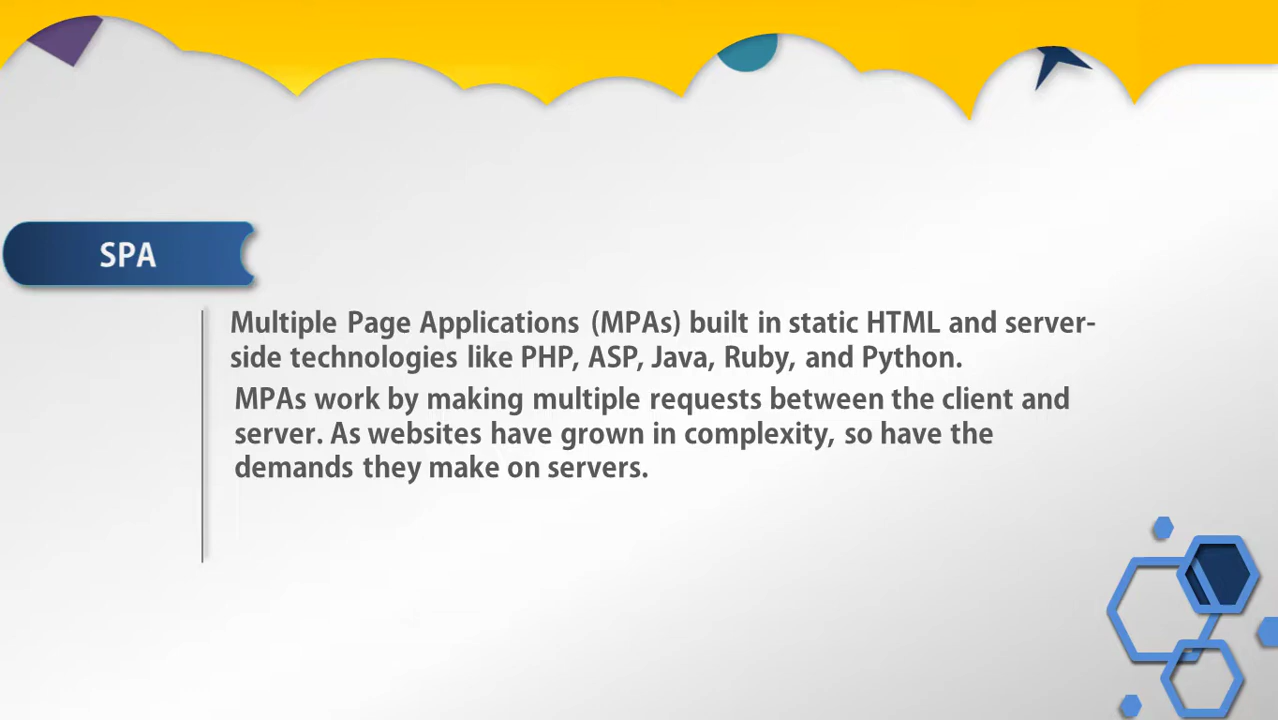 SPA
Multiple Page Applications (MPAs) built in static HTML and server-
side technologies like PHP, ASP, Java, Ruby, and Python.
MPAs work by making multiple requests between the client and
server. As websites have grown in complexity, so have the
demands they make on servers.